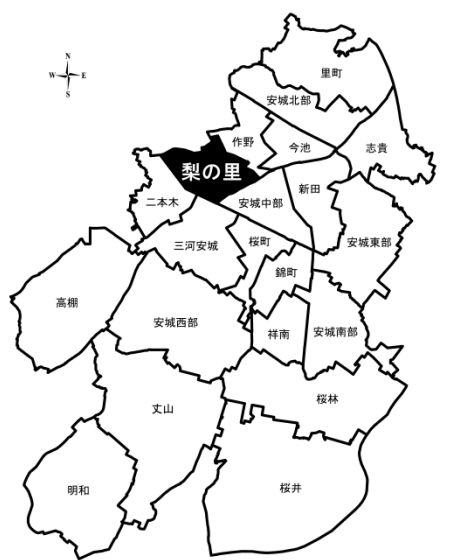 N
W E
S
里町
安城北部
作野
今池
志貴
梨の里
新田
二本木
安城中部
三河安城
桜町
安城東部
錦町
高棚
安城西部
祥南
安城南部
丈山
桜林
明和
桜井